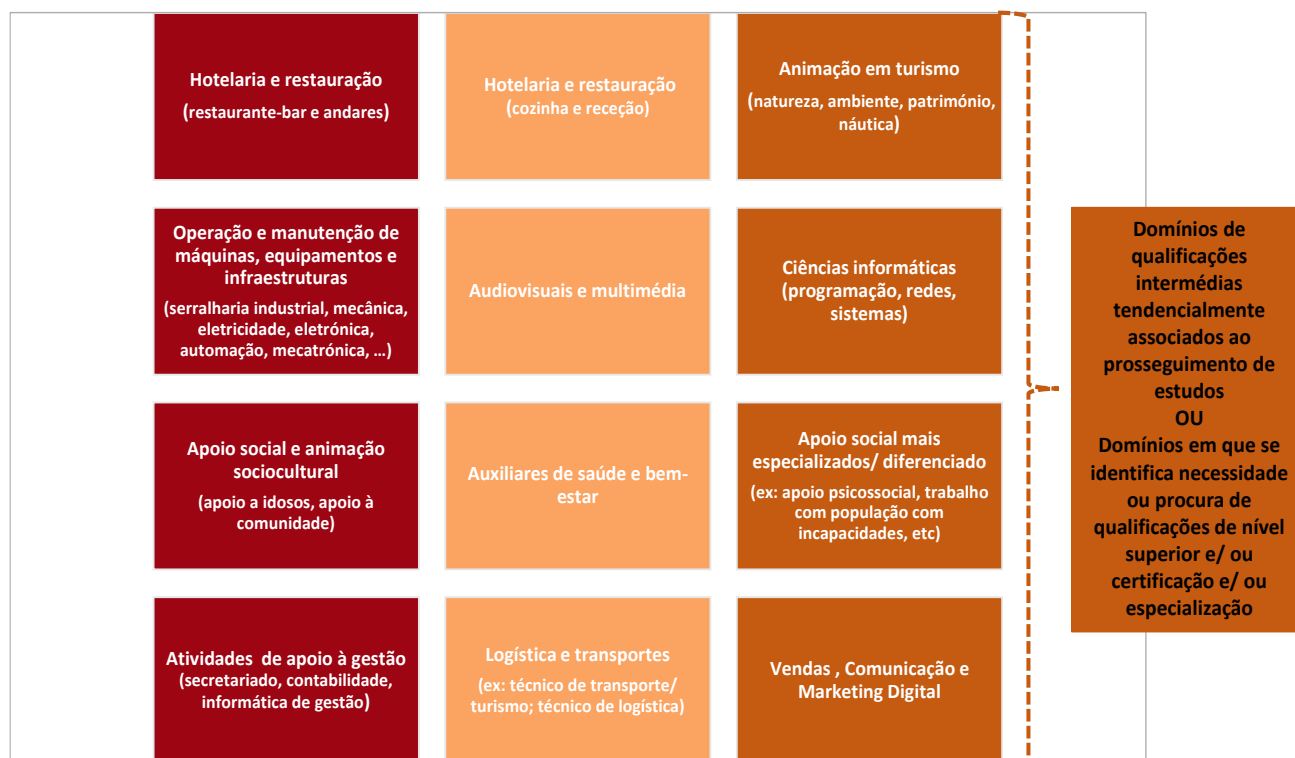 Hotelaria e restauração
(restaurante-bar e andares)
Hotelaria e restauração
(cozinha e receção)
Animação em turismo
(natureza, ambiente, património,
náutica)
Operação e manutenção de
máquinas, equipamentos e
infraestruturas
(serralharia industrial, mecânica,
eletricidade, eletrónica,
automação, mecatrónica, ...)
Audiovisuais e multimédia
Ciências informáticas
(programação, redes,
sistemas)
Apoio social e animação
sociocultural
(apoio a idosos, apoio à
comunidade)
Auxiliares de saúde e bem-
estar
Apoio social mais
especializados/ diferenciado
(ex: apoio psicossocial, trabalho
com população com
incapacidades, etc)
Atividades de apoio à gestão
(secretariado, contabilidade,
informática de gestão)
Logística e transportes
(ex: técnico de transporte/
turismo; técnico de logística)
Vendas , Comunicação e
Marketing Digital
Domínios de
qualificações
intermédias
tendencialmente
associados ao
prosseguimento de
estudos
OU
Domínios em que se
identifica necessidade
ou procura de
qualificações de nível
superior e/ ou
certificação e/ ou
especialização